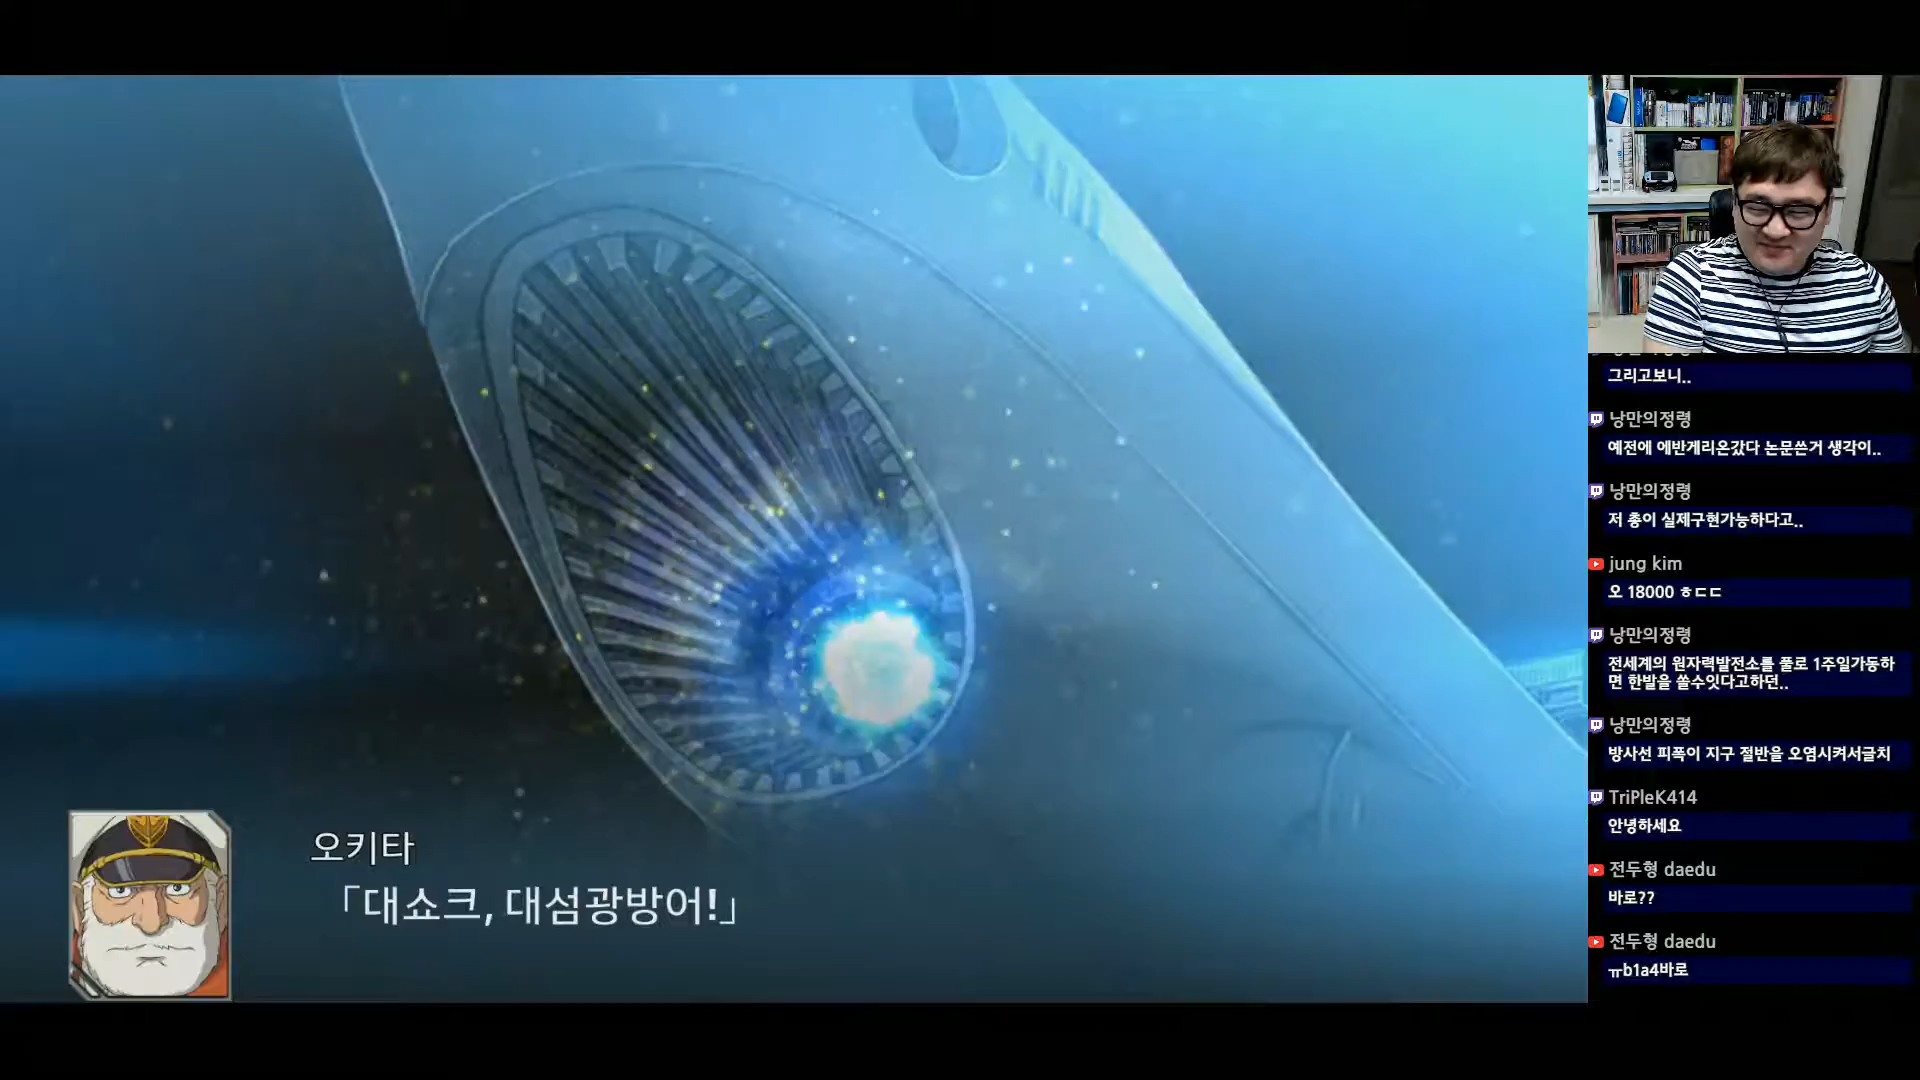 오키타
「대쇼크, 대섬광방어!」
그리고보니..
낭만의정령
예전에 에반게리온갔다 논문쓴거 생각이..
낭만의정령
저 총이 실제구현가능하다고..
jung kim
오 18000 ㅎㄷㄷ
낭만의정령
전세계의 원자력발전소를 풀로 1주일가동하
면 한발을 쏠수잇다고하던..
낭만의정령
방사선 피폭이 지구 절반을 오염시켜서글치
TriPleK414
안녕하세요
전두형 daedu
바로??
전두형 daedu
ㅠb1a4바로